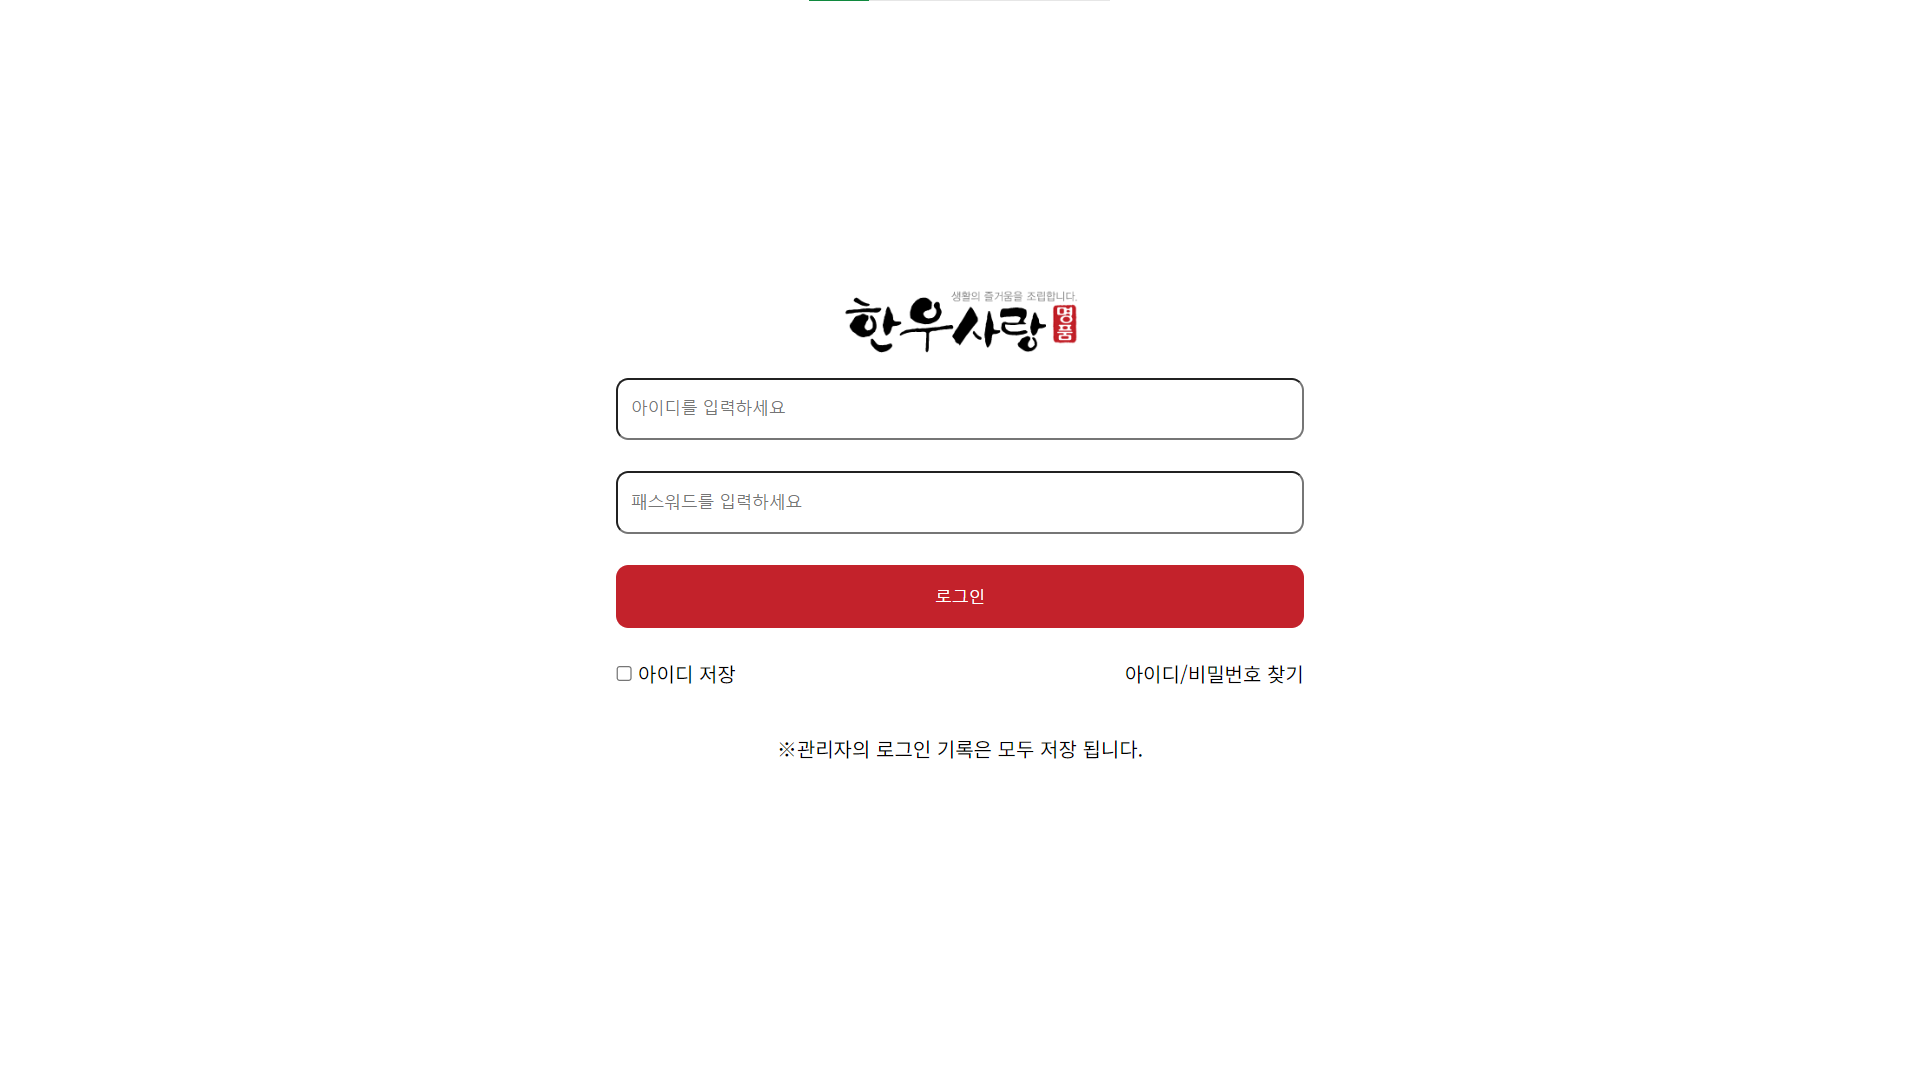 생활의 즐거움을 조립합니다.
한우사랑 명품
아이디를 입력하세요
패스워드를 입력하세요
로그인
아이디 저장
아이디/비밀번호 찾기
※관리자의 로그인 기록은 모두 저장 됩니다.